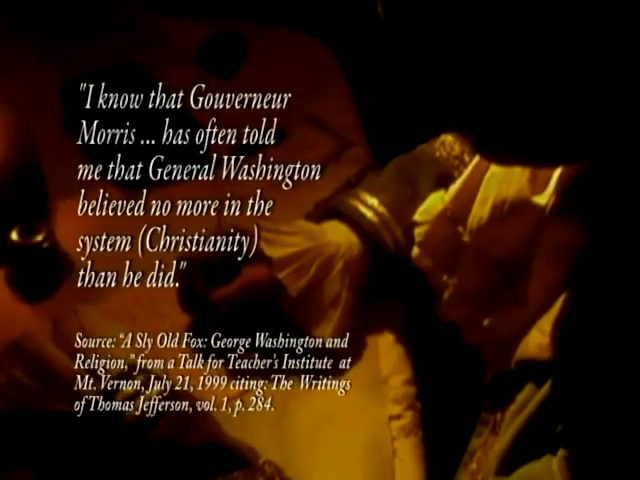 "I know that Gouverneur
Morris ... has often told
me that General Washington
believed no more in the
system (Christianity)
than he did."
Source: "A Sly Old Fox: George Washington and
Religion," from a Talk for Teacher's Institute at
Mt. Vernon, July 21, 1999 citing: The Writings
of Thomas Jefferson, vol. 1, p. 284.